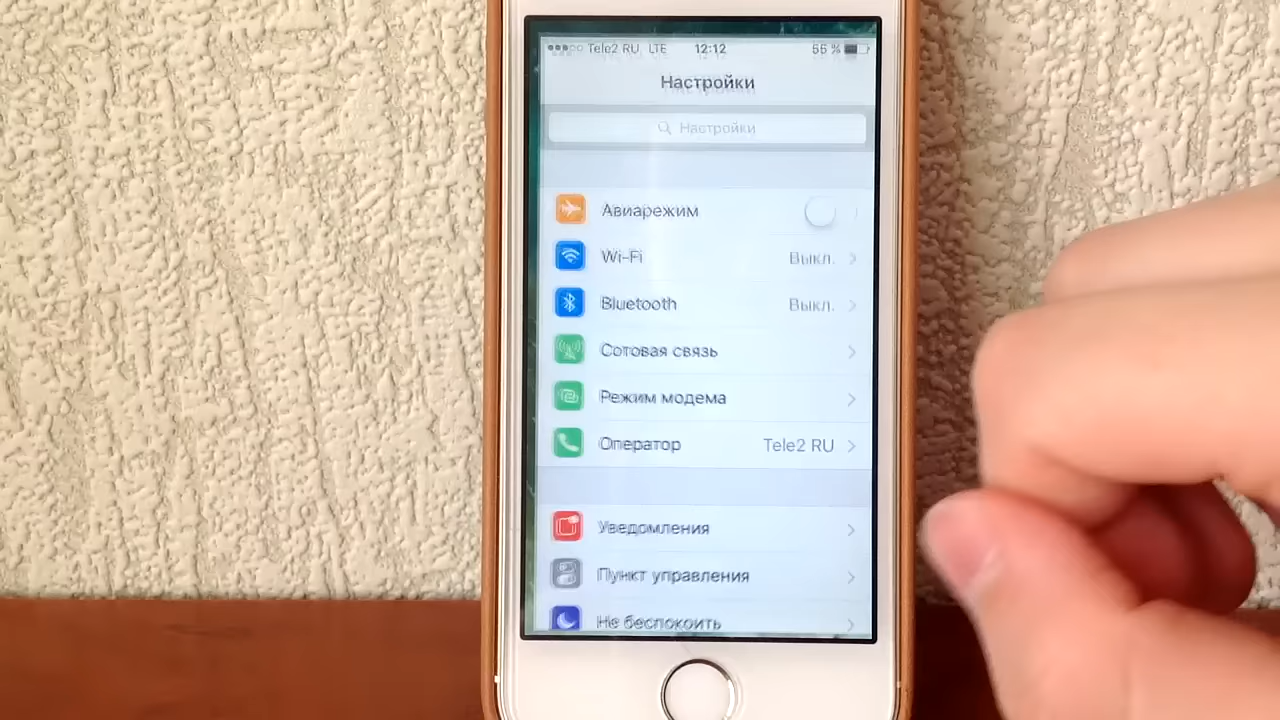 Tele2 RU LTE 12:12 55 %
Настройки
Настройки
Авиарежим
Wi-Fi Выкл.
Bluetooth Выкл.
Сотовая связь
Режим модема
Оператор Tele2 RU
Уведомления
Пункт управления
Не беспокоить